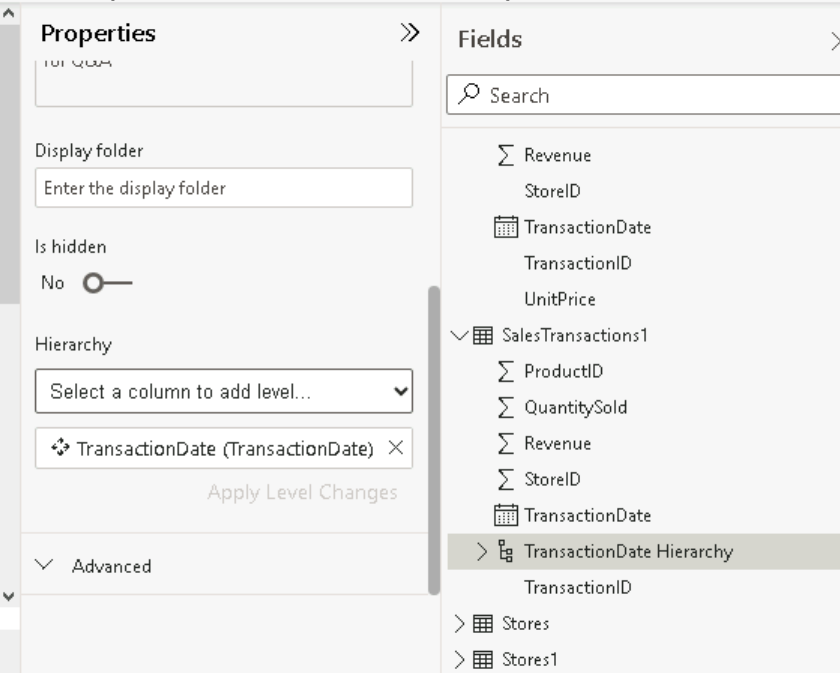 Properties
for Q&A
Display folder
Enter the display folder
Is hidden
No
Hierarchy
Select a column to add level...
TransactionDate (TransactionDate)
Apply Level Changes
Advanced
Fields
Search
Revenue
StoreID
TransactionDate
TransactionID
UnitPrice
SalesTransactions1
ProductID
QuantitySold
Revenue
StoreID
TransactionDate
TransactionDate Hierarchy
TransactionID
Stores
Stores1